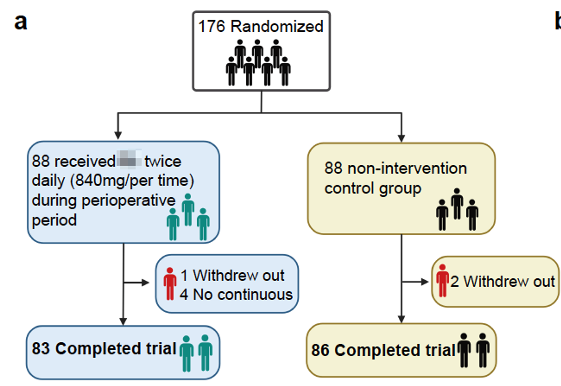 a
b
176 Randomized
88 received twice
daily (840mg/per time)
during perioperative
period
88 non-intervention
control group
1 Withdrew out
4 No continuous
2 Withdrew out
83 Completed trial
86 Completed trial